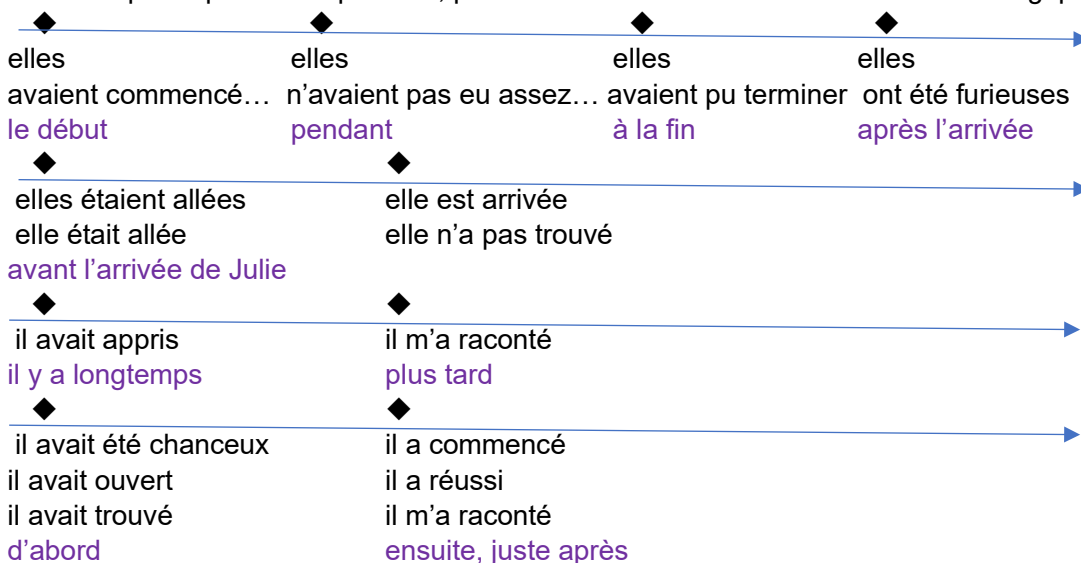 elles elles elles elles
avaient commencé… n'avaient pas eu assez… avaient pu terminer ont été furieuses
le début pendant à la fin après l'arrivée
elles étaient allées elle est arrivée
elle était allée elle n'a pas trouvé
avant l'arrivée de Julie
il avait appris il m'a raconté
il y a longtemps plus tard
il avait été chanceux il a commencé
il avait ouvert il a réussi
il avait trouvé il m'a raconté
d'abord ensuite, juste après